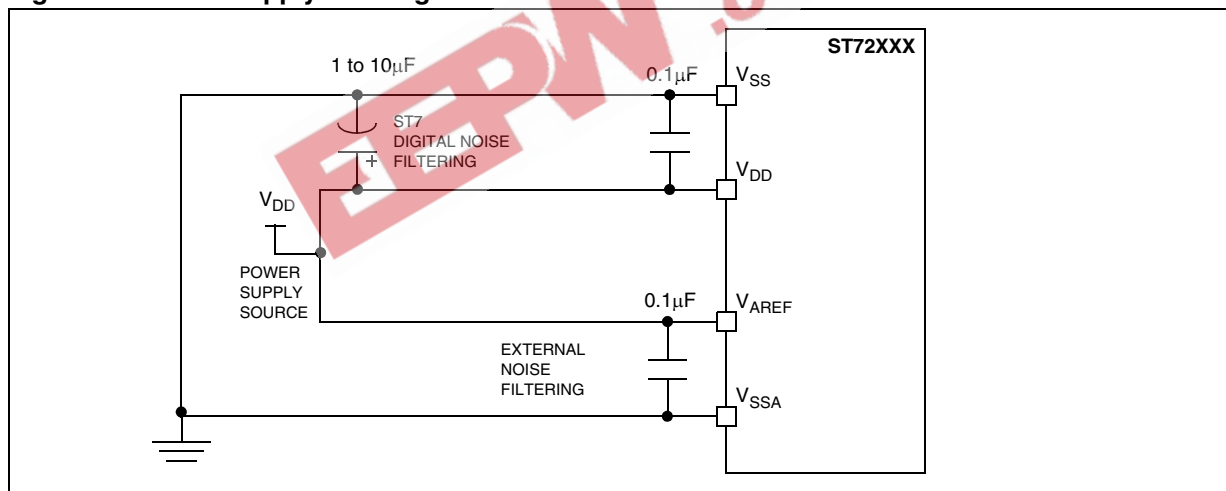 ST72XXX
1 to 10μF
0.1μF
VSS
ST7
DIGITAL NOISE
FILTERING
+
VDD
VDD
POWER
SUPPLY
SOURCE
0.1μF
VAREF
EXTERNAL
NOISE
FILTERING
VSSA
EEPW